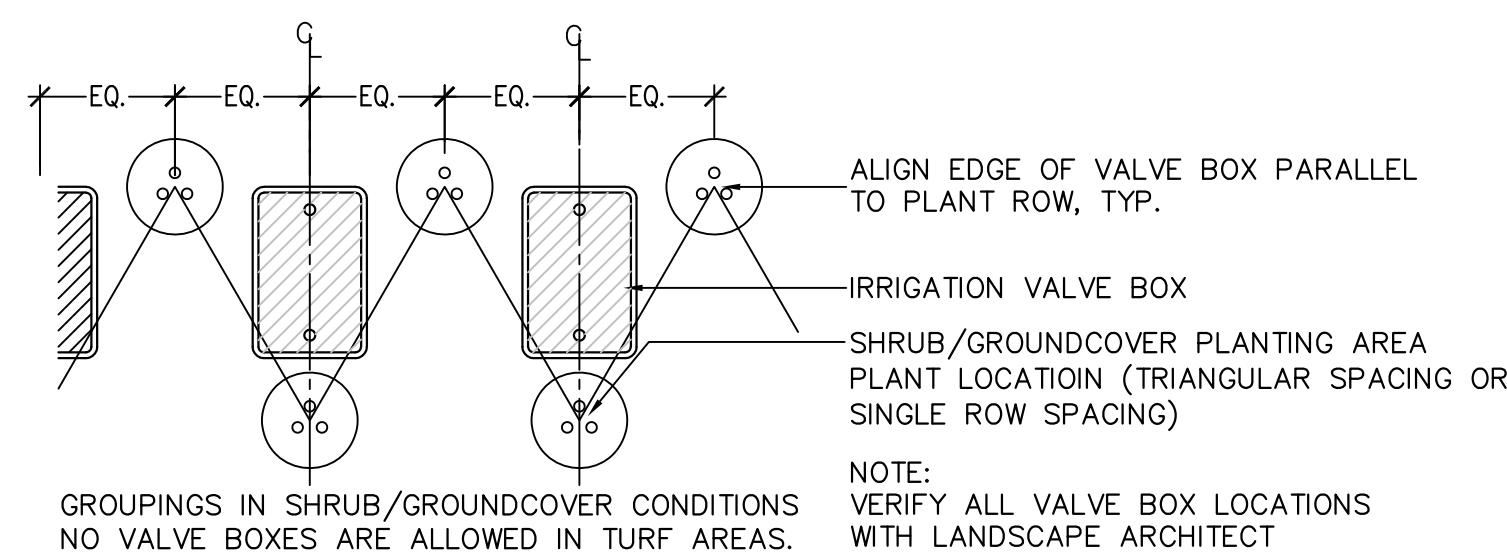 CL CL
EQ. EQ. EQ. EQ. EQ.
ALIGN EDGE OF VALVE BOX PARALLEL
TO PLANT ROW, TYP.
IRRIGATION VALVE BOX
SHRUB/GROUNDCOVER PLANTING AREA
PLANT LOCATIOIN (TRIANGULAR SPACING OR
SINGLE ROW SPACING)
GROUPINGS IN SHRUB/GROUNDCOVER CONDITIONS
NO VALVE BOXES ARE ALLOWED IN TURF AREAS.
NOTE:
VERIFY ALL VALVE BOX LOCATIONS
WITH LANDSCAPE ARCHITECT